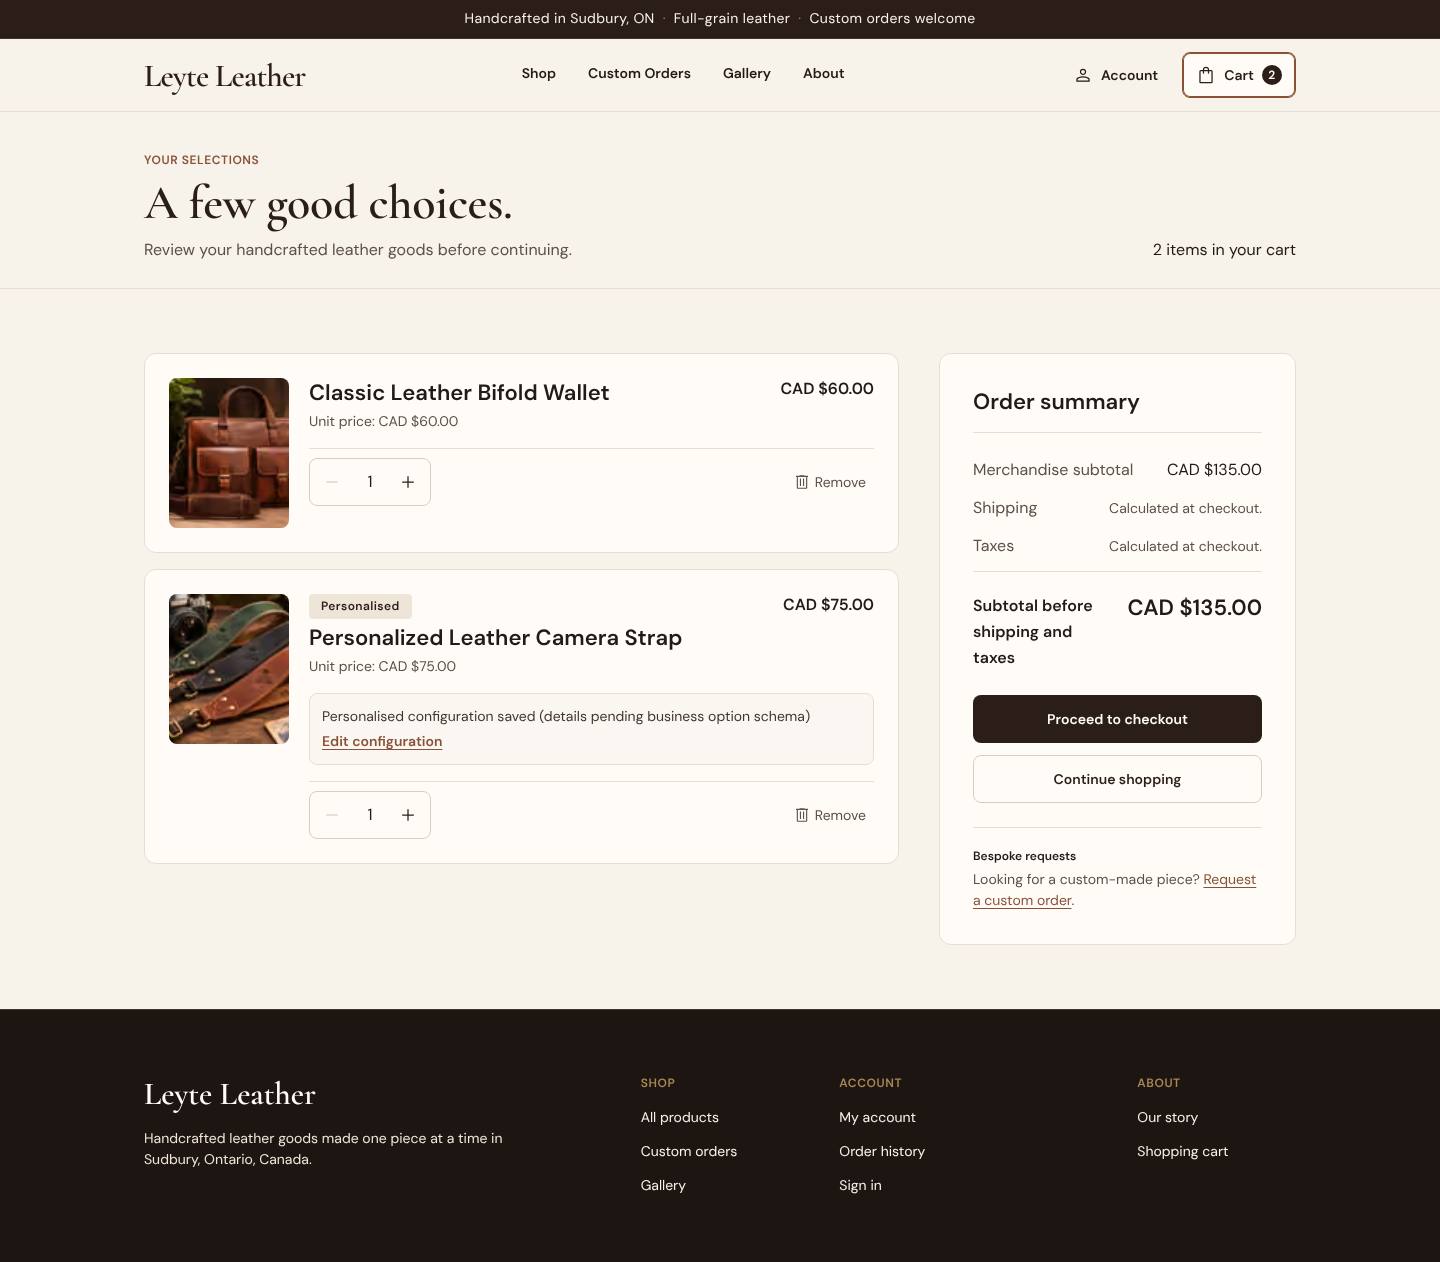 Handcrafted in Sudbury, ON · Full-grain leather · Custom orders welcome
Leyte Leather
Shop
Custom Orders
Gallery
About
Account
Cart 2
YOUR SELECTIONS
A few good choices.
Review your handcrafted leather goods before continuing.
2 items in your cart
Classic Leather Bifold Wallet
CAD $60.00
Unit price: CAD $60.00
1
Remove
Personalised
CAD $75.00
Personalized Leather Camera Strap
Unit price: CAD $75.00
Personalised configuration saved (details pending business option schema)
Edit configuration
1
Remove
Order summary
Merchandise subtotal CAD $135.00
Shipping Calculated at checkout.
Taxes Calculated at checkout.
Subtotal before
shipping and
taxes
CAD $135.00
Proceed to checkout
Continue shopping
Bespoke requests
Looking for a custom-made piece? Request
a custom order.
Leyte Leather
Handcrafted leather goods made one piece at a time in
Sudbury, Ontario, Canada.
SHOP
All products
Custom orders
Gallery
ACCOUNT
My account
Order history
Sign in
ABOUT
Our story
Shopping cart